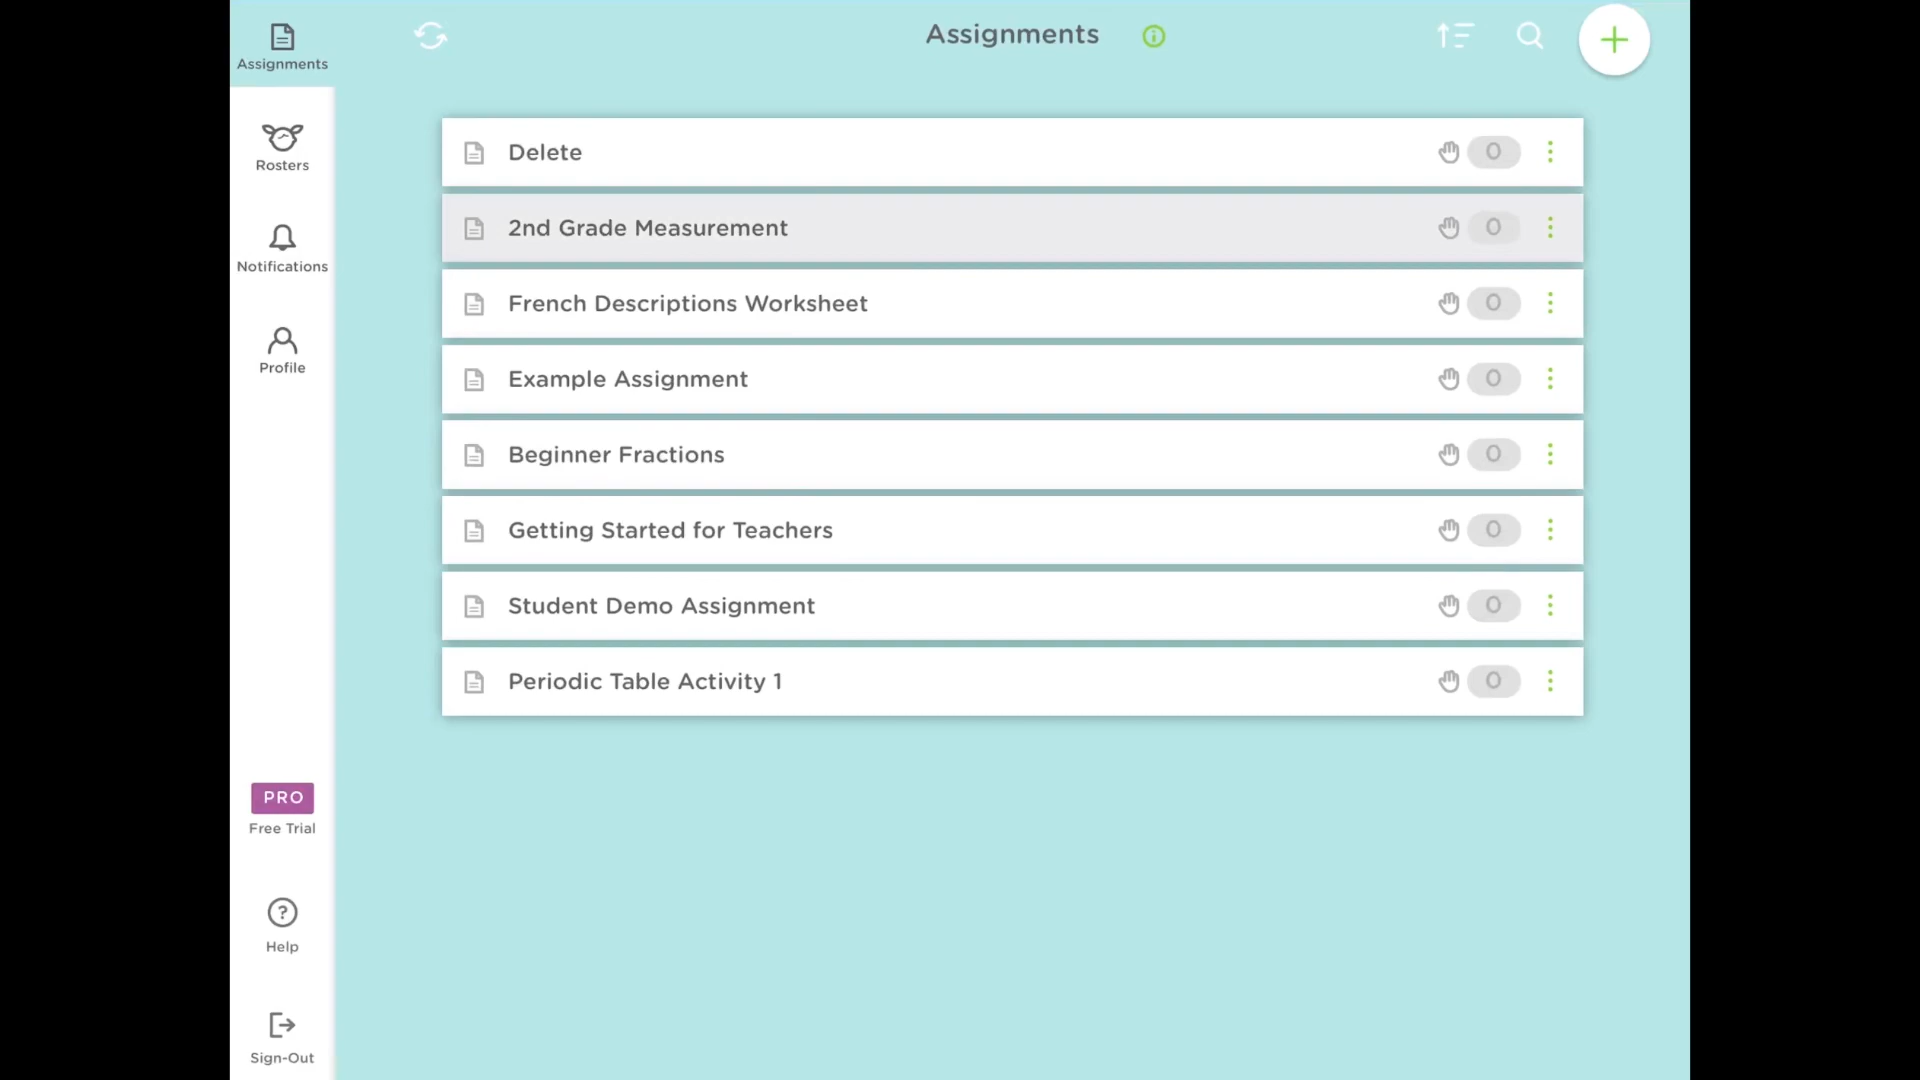 Assignments
Assignments
Rosters
Notifications
Profile
PRO
Free Trial
Help
Sign-Out
Delete
0
2nd Grade Measurement
0
French Descriptions Worksheet
0
Example Assignment
0
Beginner Fractions
0
Getting Started for Teachers
0
Student Demo Assignment
0
Periodic Table Activity 1
0